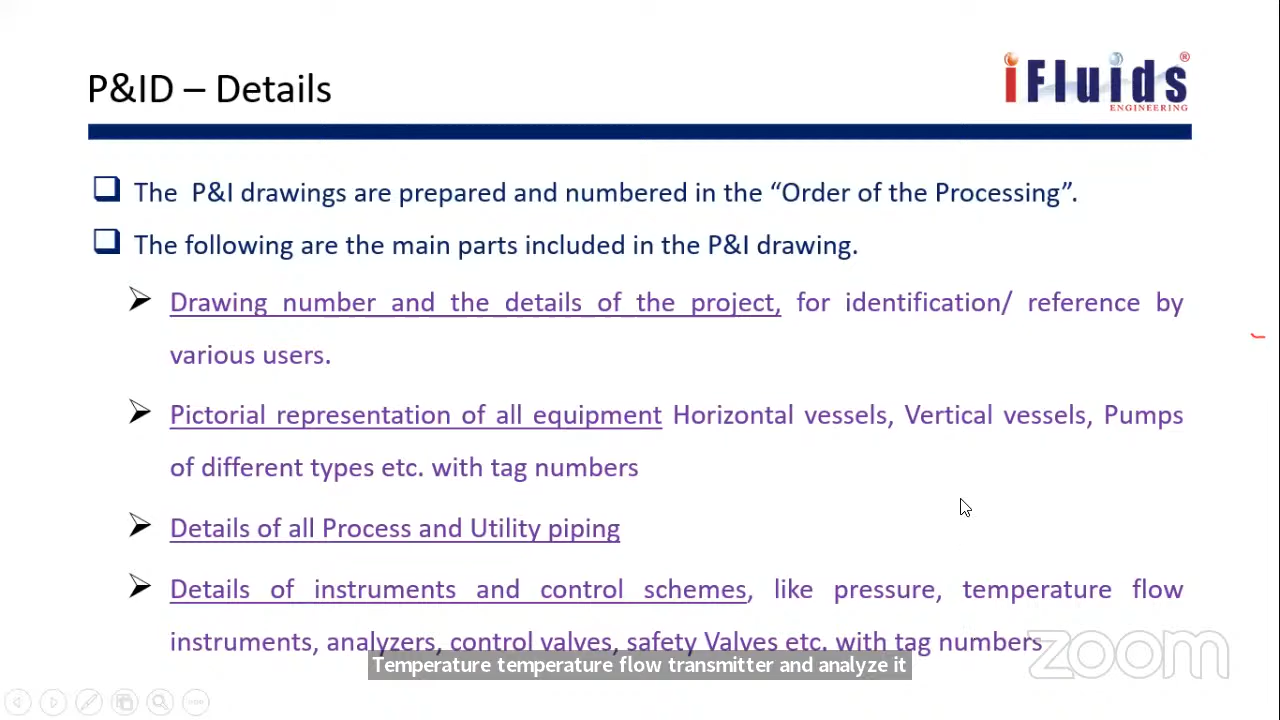 P&ID – Details
iFluids®
ENGINEERING
The P&I drawings are prepared and numbered in the “Order of the Processing”.
The following are the main parts included in the P&I drawing.
Drawing number and the details of the project, for identification/ reference by
various users.
Pictorial representation of all equipment Horizontal vessels, Vertical vessels, Pumps
of different types etc. with tag numbers
Details of all Process and Utility piping
Details of instruments and control schemes, like pressure, temperature flow
instruments, analyzers, control valves, safety Valves etc. with tag numbers
zoom
Temperature temperature flow transmitter and analyze it